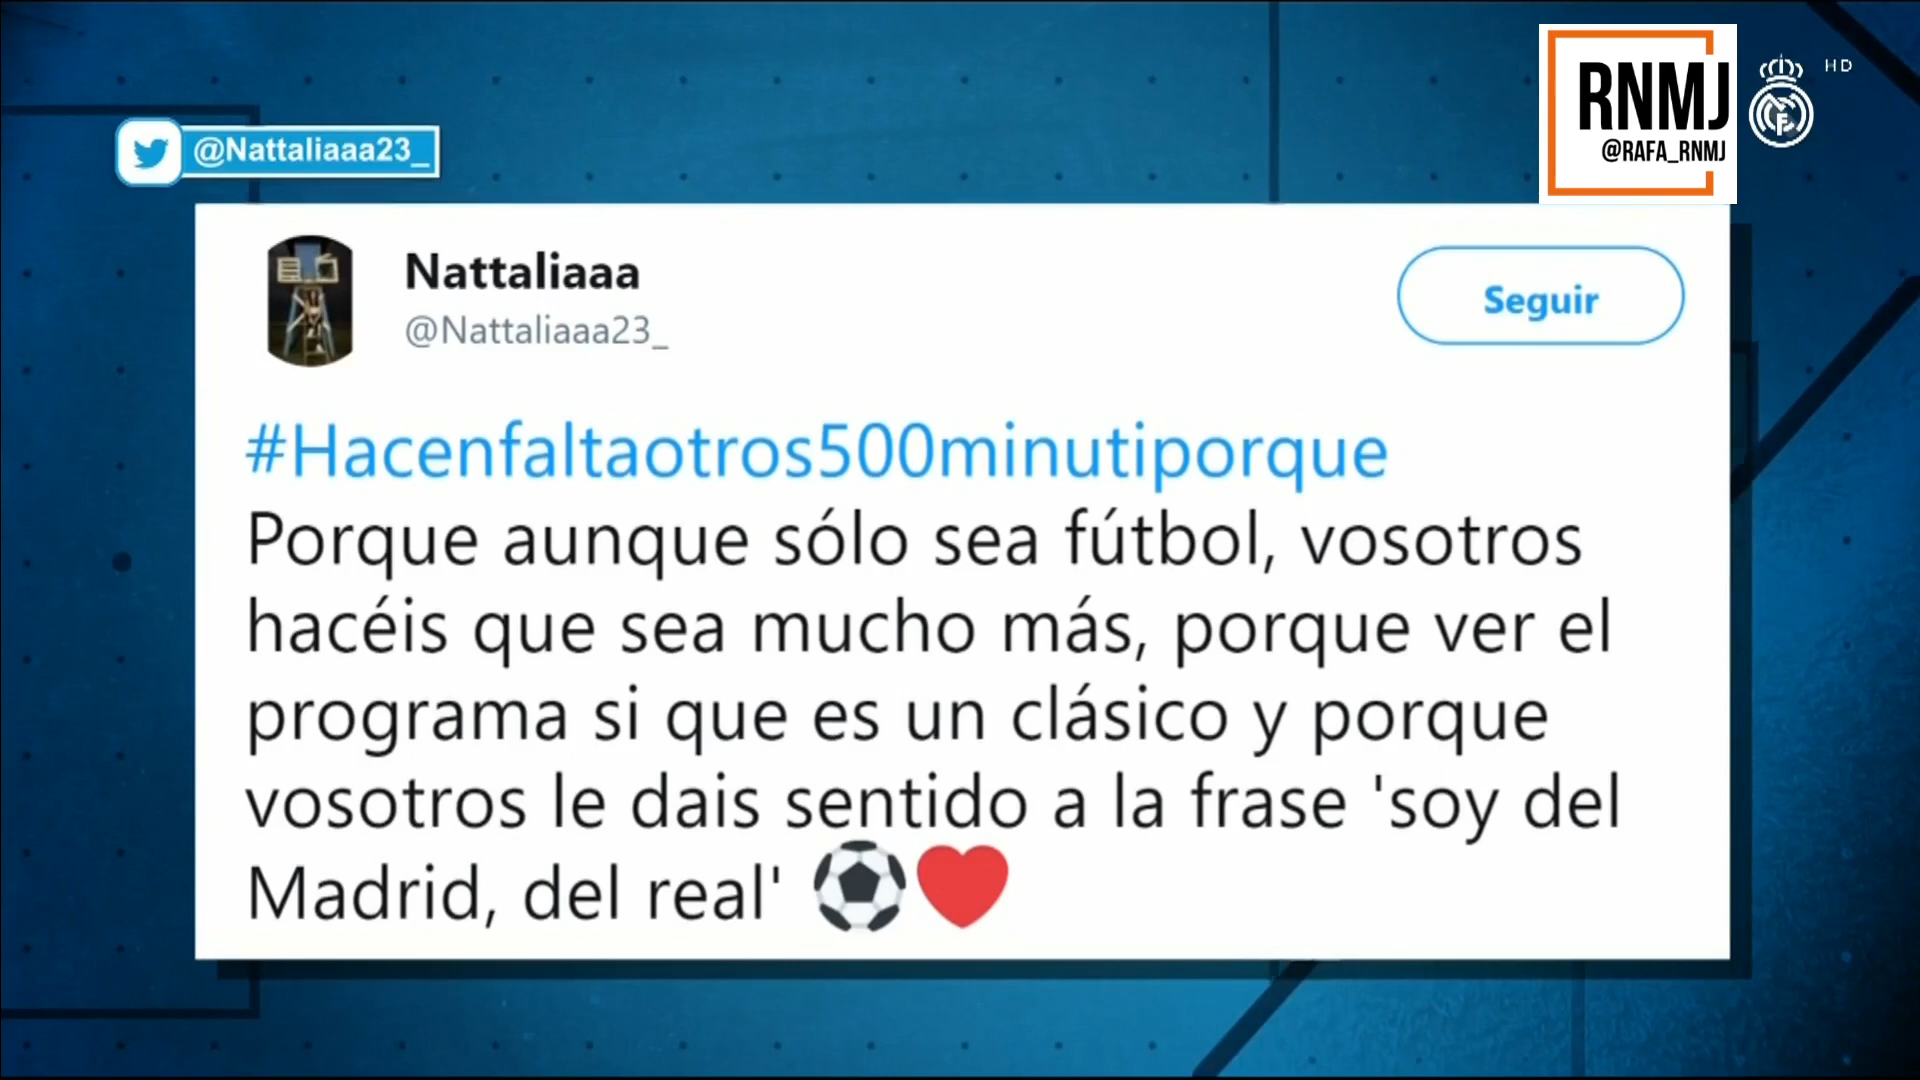 RNMJ
@RAFA_RNMJ
HD
@Nattaliaaa23_
Nattaliaaa
@Nattaliaaa23_
Seguir
#Hacenfaltaotros500minutiporque
Porque aunque sólo sea fútbol, vosotros
hacéis que sea mucho más, porque ver el
programa si que es un clásico y porque
vosotros le dais sentido a la frase 'soy del
Madrid, del real' ⚽❤